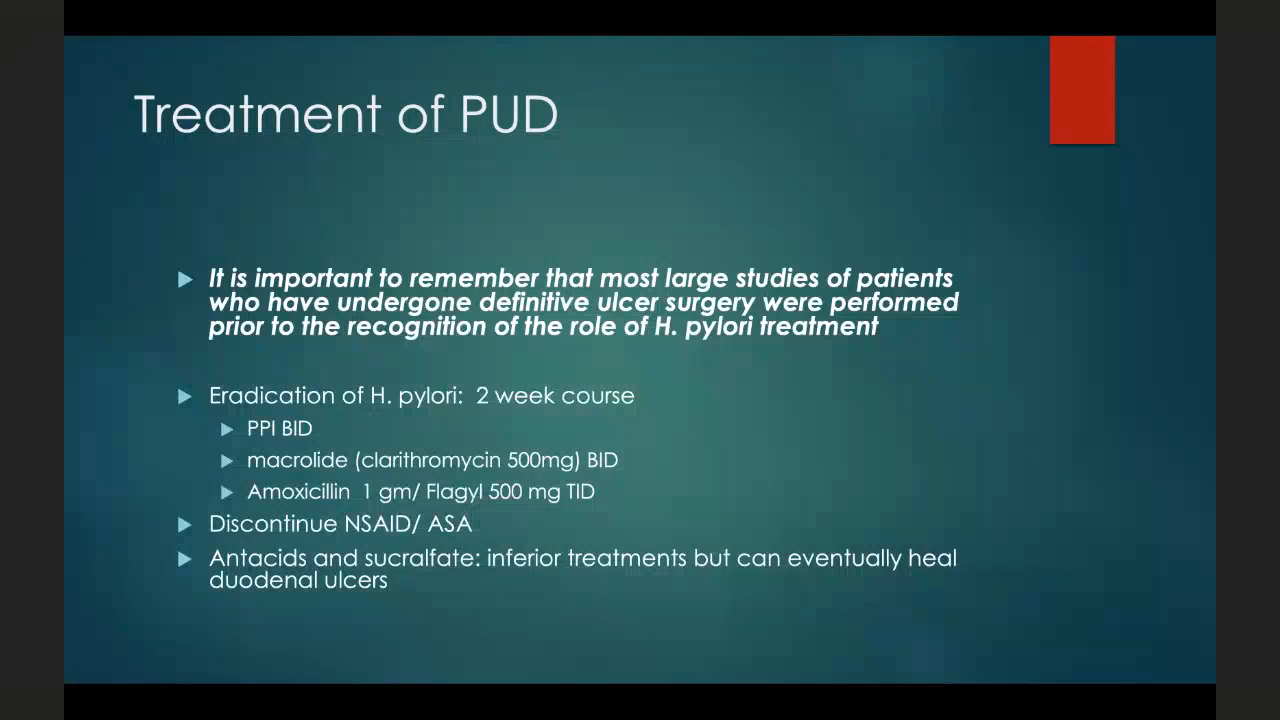 Treatment of PUD
It is important to remember that most large studies of patients
who have undergone definitive ulcer surgery were performed
prior to the recognition of the role of H. pylori treatment
Eradication of H. pylori:  2 week course
PPI BID
macrolide (clarithromycin 500mg) BID
Amoxicillin  1 gm/ Flagyl 500 mg TID
Discontinue NSAID/ ASA
Antacids and sucralfate: inferior treatments but can eventually heal
duodenal ulcers